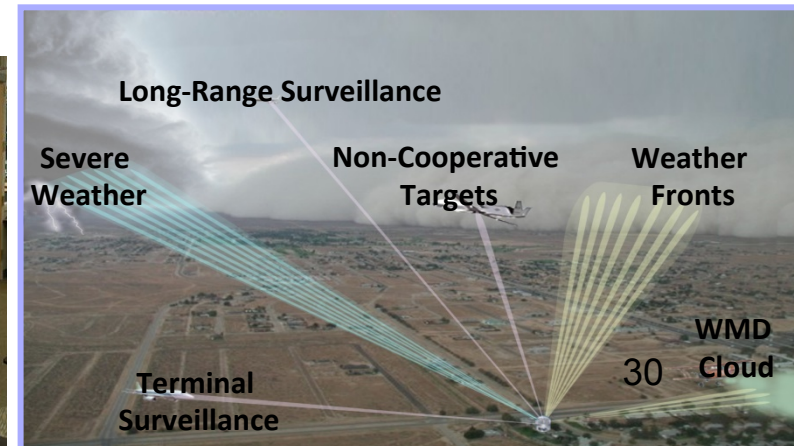 Long-Range Surveillance
Severe
Weather
Non-Cooperative
Targets
Weather
Fronts
WMD
Cloud
30
Terminal
Surveillance